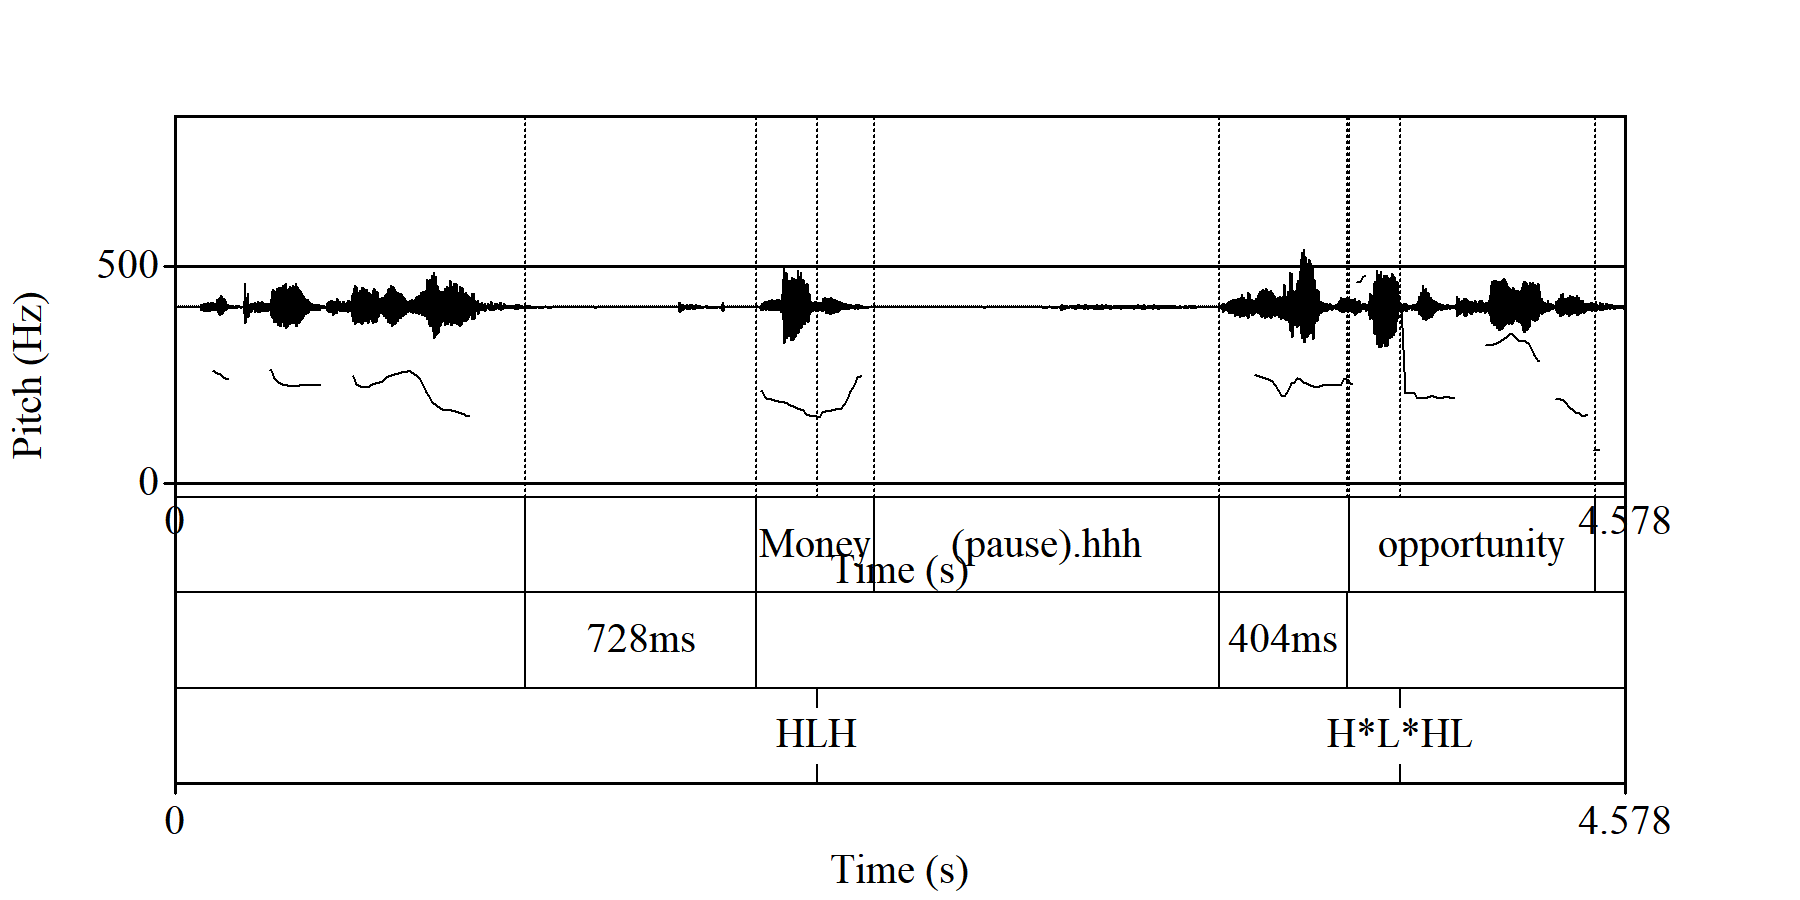 Pitch (Hz)
500
0
0
4.578
Time (s)
Money
(pause).hhh
opportunity
728ms
404ms
HLH
H*L*HL
0
4.578
Time (s)